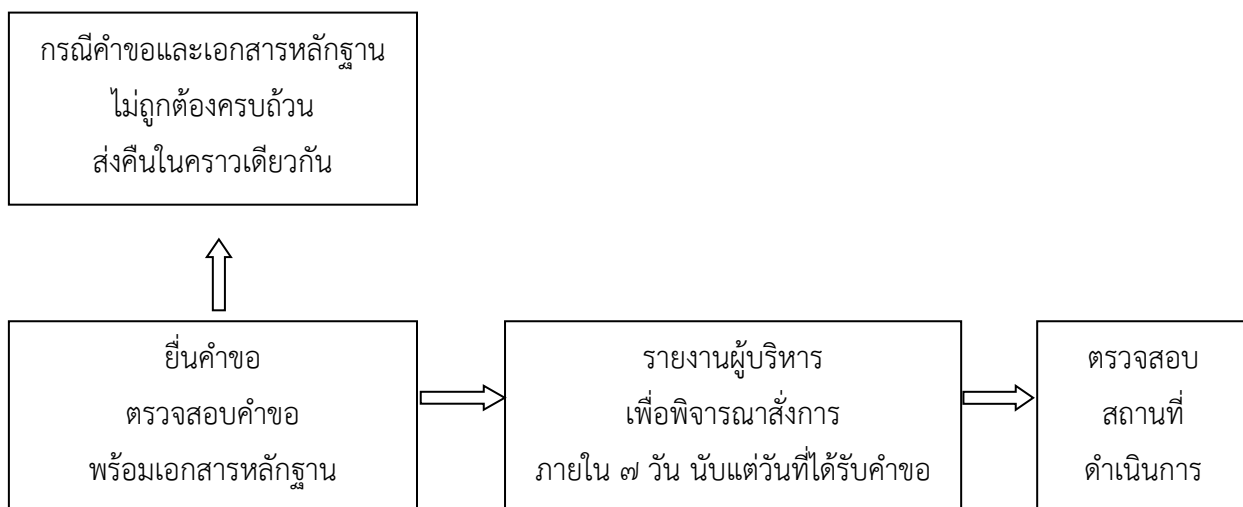 กรณีคำขอและเอกสารหลักฐาน
ไม่ถูกต้องครบถ้วน
ส่งคืนในคราวเดียวกัน
ยื่นคำขอ
ตรวจสอบคำขอ
พร้อมเอกสารหลักฐาน
รายงานผู้บริหาร
เพื่อพิจารณาสั่งการ
ภายใน ๗ วัน นับแต่วันที่ได้รับคำขอ
ตรวจสอบ
สถานที่
ดำเนินการ